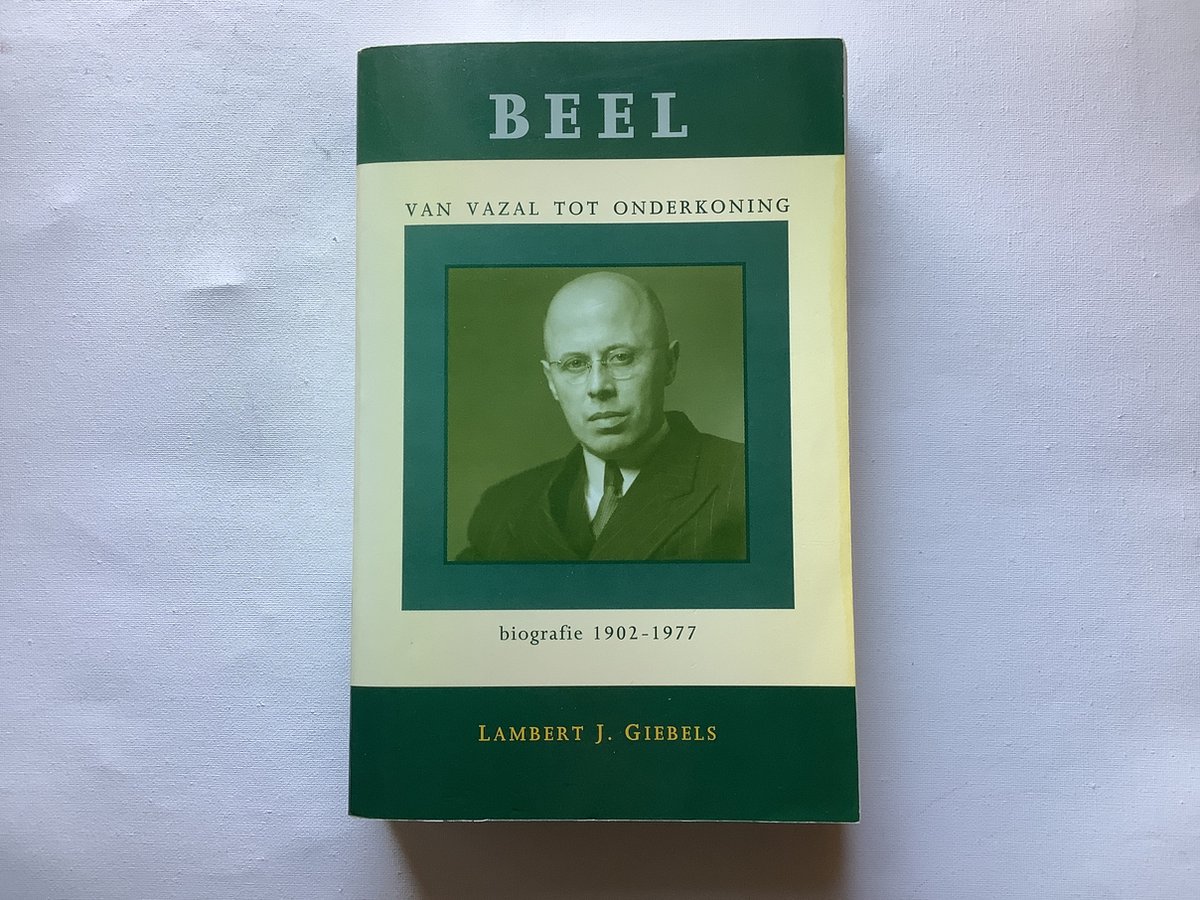 BEEL
VAN VAZAL TOT ONDERKONING
biografie 1902-1977
LAMBERT J. GIEBELS